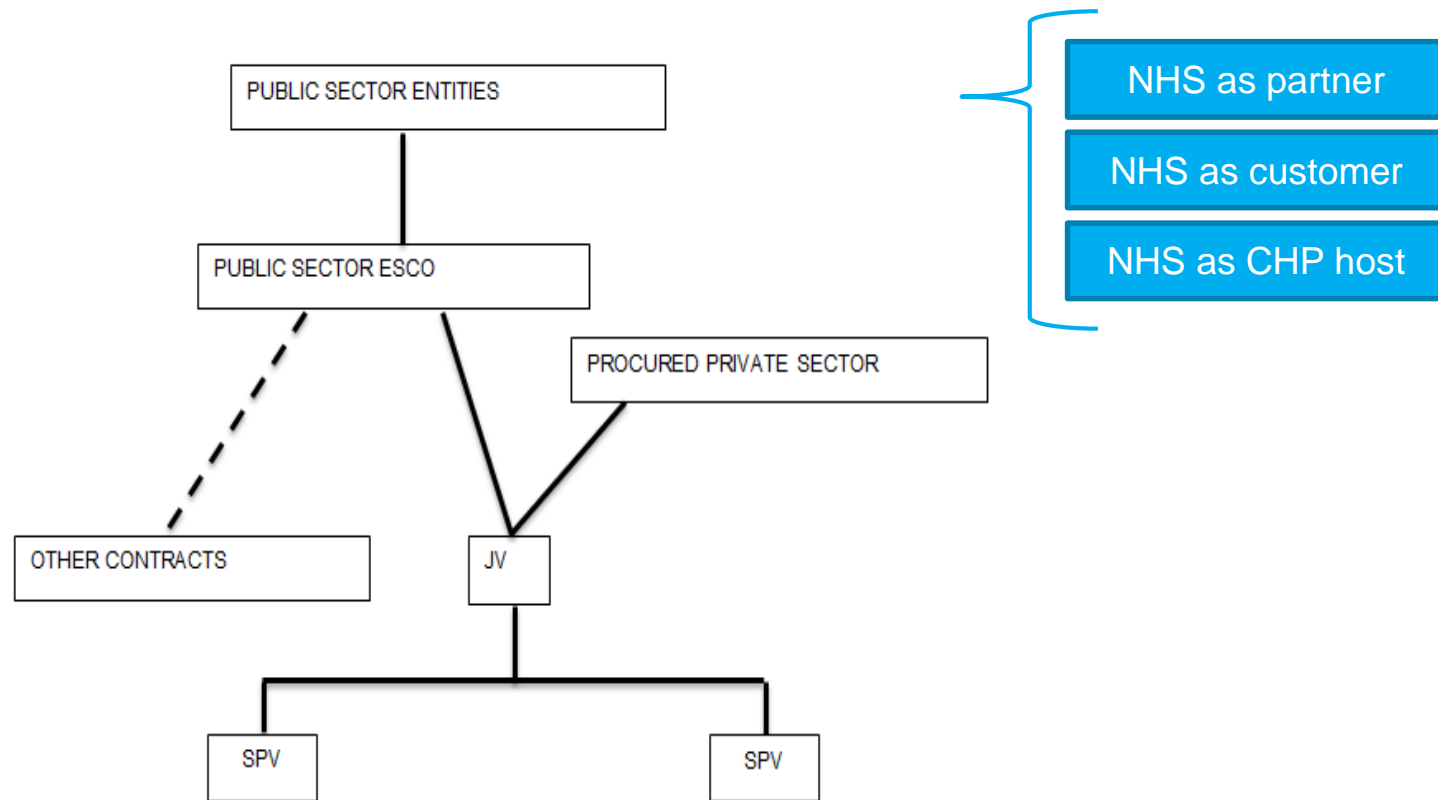 PUBLIC SECTOR ENTITIES
NHS as partner
NHS as customer
NHS as CHP host
PUBLIC SECTOR ESCO
PROCURED PRIVATE SECTOR
OTHER CONTRACTS
JV
SPV
SPV